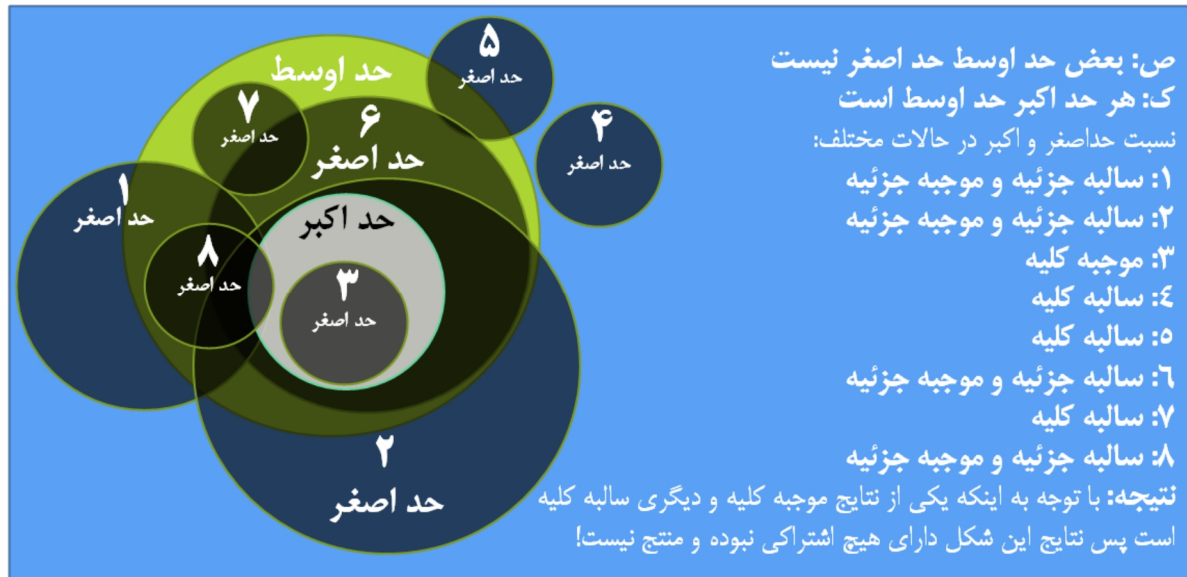 ص: بعض حد اوسط حد اصغر نیست
ک: هر حد اکبر حد اوسط است
نسبت حداصغر و اکبر در حالات مختلف:
۱: سالبه جزئیه و موجبه جزئیه
۲: سالبه جزئیه و موجبه جزئیه
۳: موجبه کلیه
٤: سالبه کلیه
٥: سالبه کلیه
٦: سالبه جزئیه و موجبه جزئیه
۷: سالبه کلیه
۸: سالبه جزئیه و موجبه جزئیه
نتیجه: با توجه به اینکه یکی از نتایج موجبه کلیه و دیگری سالبه کلیه
است پس نتایج این شکل دارای هیچ اشتراکی نبوده و منتج نیست!
۵
حد اصغر
حد اوسط
۷
حد اصغر
۶
حد اصغر
۴
حد اصغر
۱
حد اصغر
حد اکبر
۸
حد اصغر
۳
حد اصغر
۲
حد اصغر